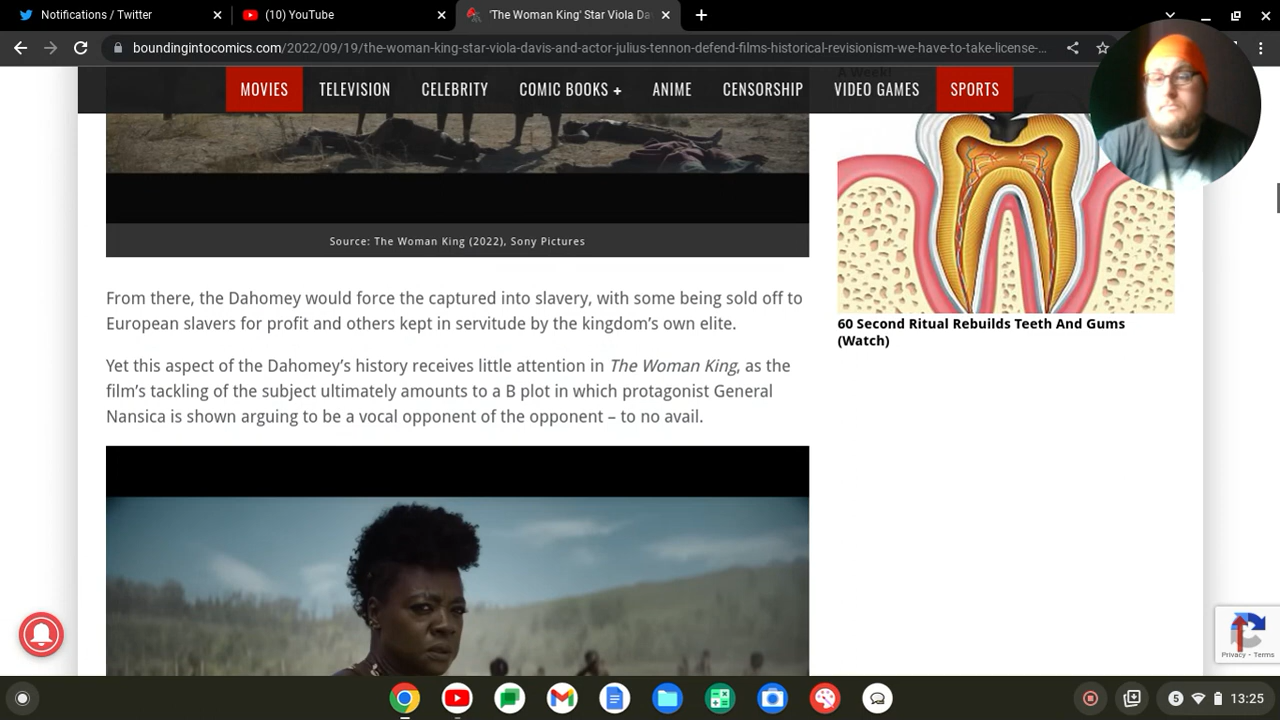 Notifications / Twitter
(10) YouTube
'The Woman King' Star Viola Da
boundingintocomics.com/2022/09/19/the-woman-king-star-viola-davis-and-actor-julius-tennon-defend-films-historical-revisionism-we-have-to-take-license-...
MOVIES TELEVISION CELEBRITY COMIC BOOKS + ANIME CENSORSHIP VIDEO GAMES SPORTS
Source: The Woman King (2022), Sony Pictures
From there, the Dahomey would force the captured into slavery, with some being sold off to
European slavers for profit and others kept in servitude by the kingdom's own elite.
Yet this aspect of the Dahomey's history receives little attention in The Woman King, as the
film's tackling of the subject ultimately amounts to a B plot in which protagonist General
Nansica is shown arguing to be a vocal opponent of the opponent – to no avail.
60 Second Ritual Rebuilds Teeth And Gums
(Watch)
Privacy - Terms
5
13:25